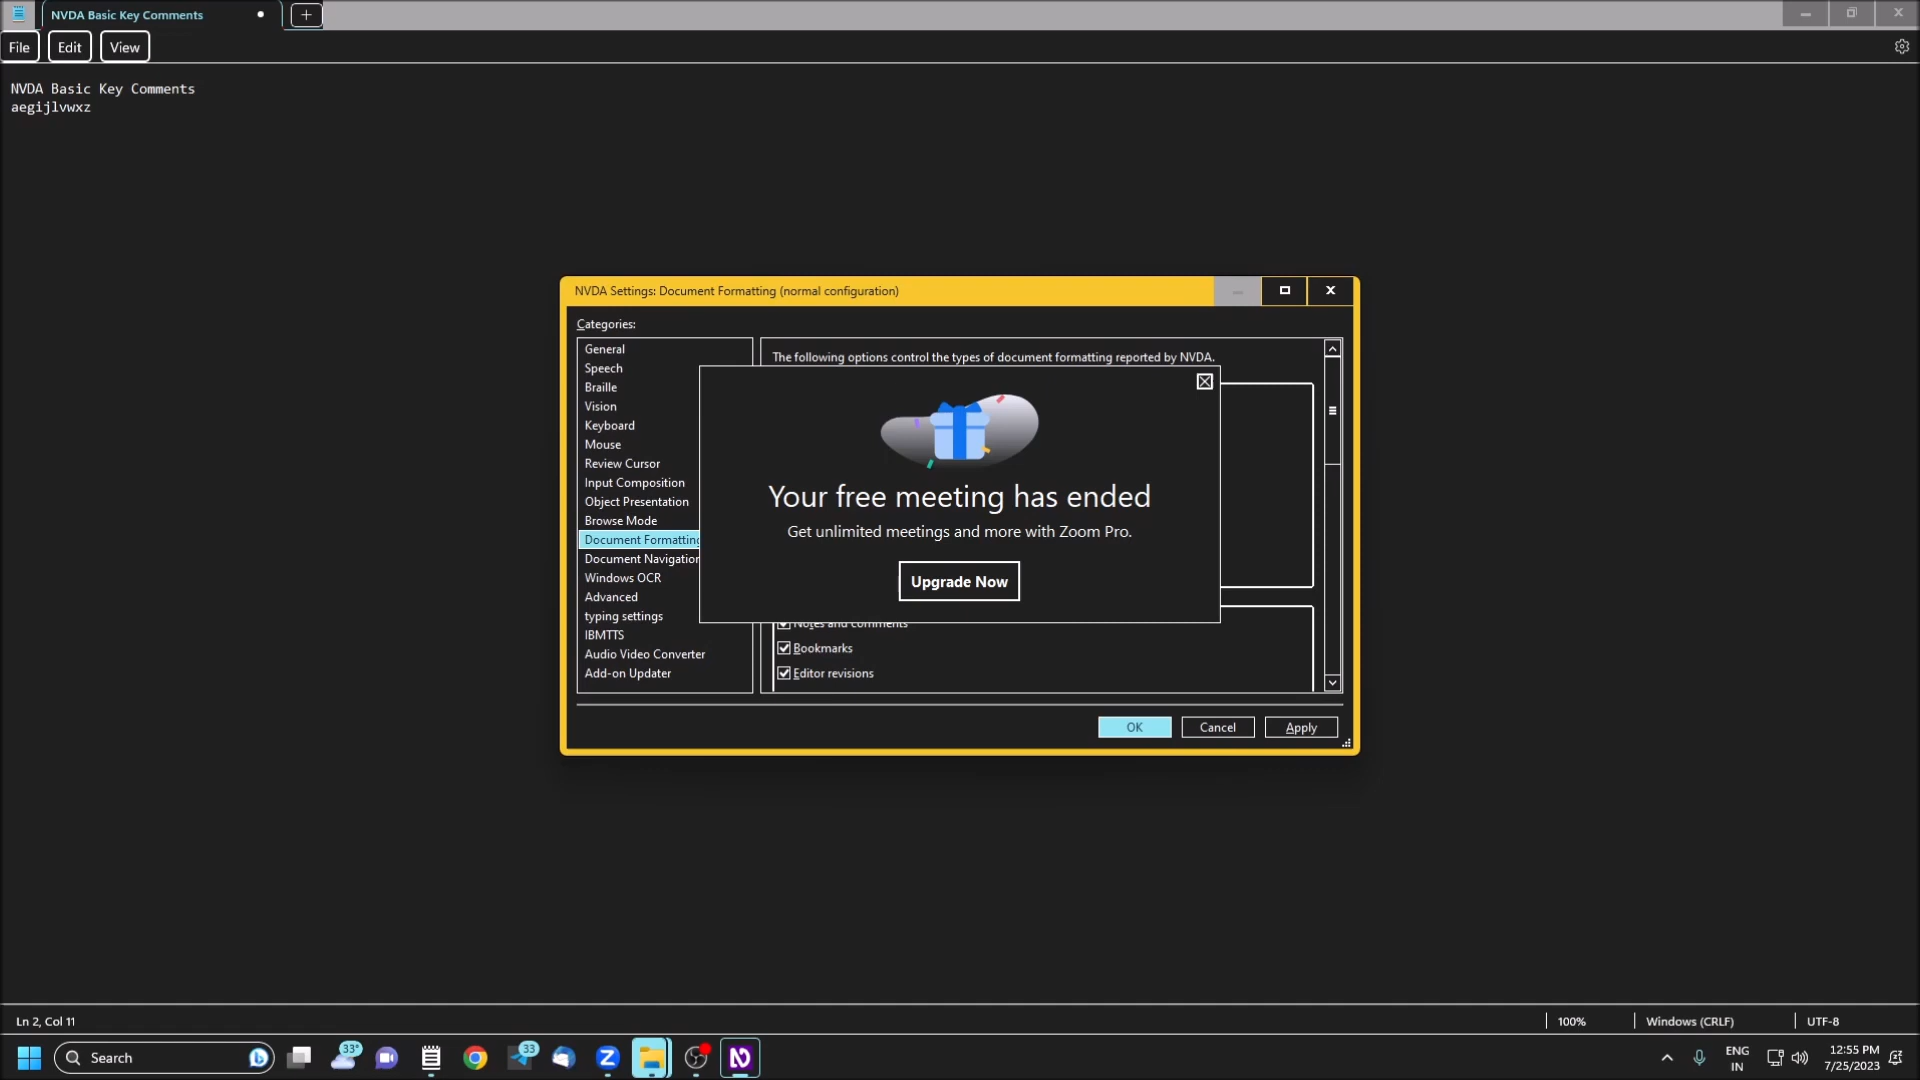 NVDA Basic Key Comments
File Edit View
NVDA Basic Key Comments
aegijlvwxz
NVDA Settings: Document Formatting (normal configuration)
Categories:
General
Speech
Braille
Vision
Keyboard
Mouse
Review Cursor
Input Composition
Object Presentation
Browse Mode
Document Formatting
Document Navigation
Windows OCR
Advanced
typing settings
IBMTTS
Audio Video Converter
Add-on Updater
The following options control the types of document formatting reported by NVDA.
Your free meeting has ended
Get unlimited meetings and more with Zoom Pro.
Upgrade Now
Notes and comments
Bookmarks
Editor revisions
OK Cancel Apply
Ln 2, Col 11 100% Windows (CRLF) UTF-8
Search 33° 33 ENG 12:55 PM
IN 7/25/2023